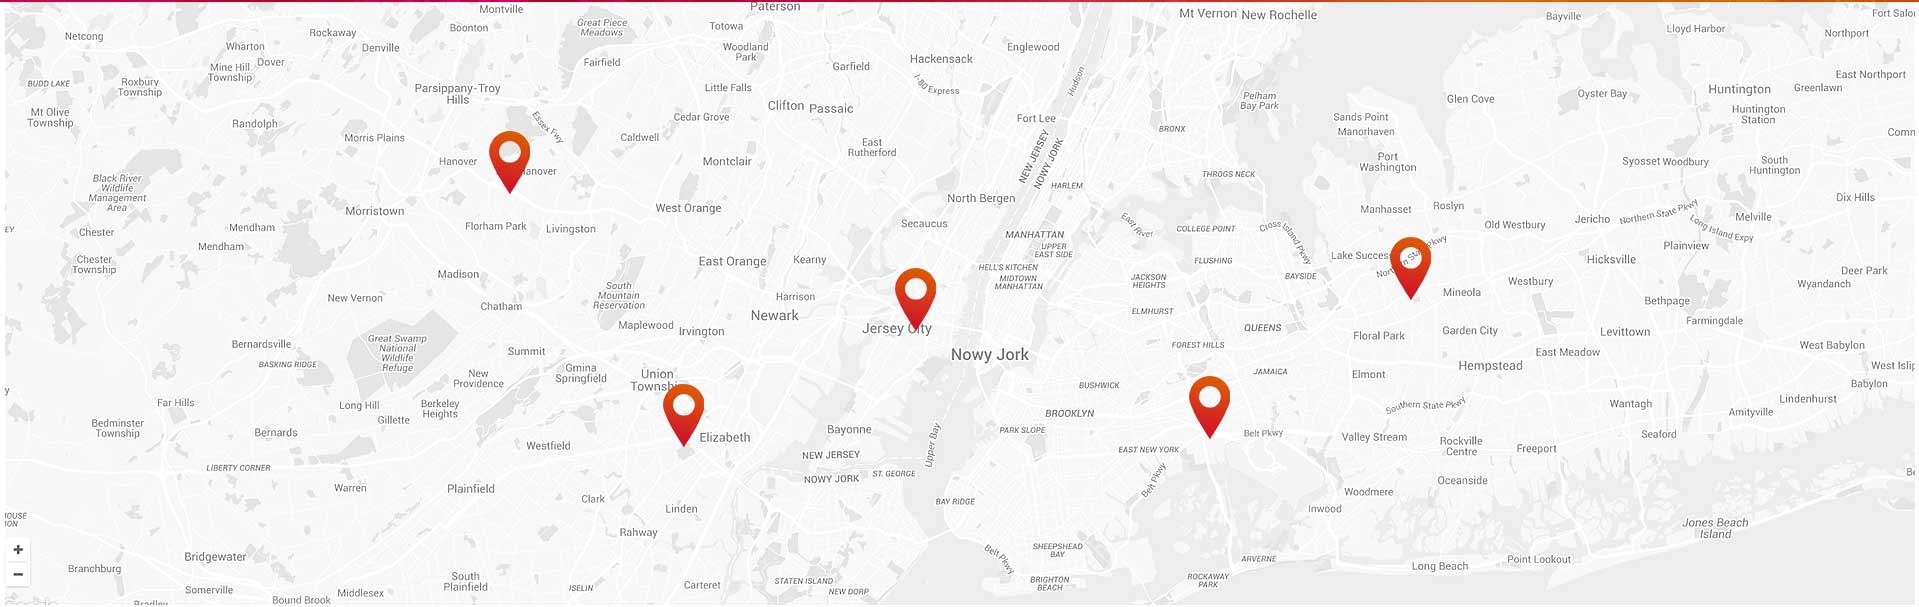 Montville
Paterson
Mt Vernon
New Rochelle
Bayville
Netcong
Rockaway
Boonton
Great Piece
Meadows
Totowa
Lloyd Harbor
Northport
Fort Salo
Wharton
Denville
Woodland
Park
Englewood
Dover
Fairfield
Hackensack
Mine Hill
Township
Garfield
Hudson
East Northport
BUDD LAKE
Roxbury
Township
Parsippany-Troy
Hills
Little Falls
I-80 Express
Pelham
Bay Park
Glen Cove
Oyster Bay
Huntington
Greenlawn
Mt Olive
Township
Clifton
Passaic
Huntington
Station
Randolph
Essex Fwy
Cedar Grove
Fort Lee
Sands Point
Manorhaven
BRONX
Morris Plains
Caldwell
East
Rutherford
NEW JERSEY
NOWY JORK
Comm
Hanover
Montclair
Port
Washington
Syosset
Woodbury
South
Huntington
Hanover
Black River
Wildlife
Management
Area
THROGS NECK
HARLEM
North Bergen
Dix Hills
Morristown
West Orange
Manhasset
Roslyn
Northern State Pkwy
Jericho
Melville
Florham Park
Livingston
Secaucus
East River
COLLEGE POINT
Cross Island Pkwy
Old Westbury
Long Island Expy
Chester
Mendham
Mendham
MANHATTAN
UPPER
EAST SIDE
Plainview
EY
Chester
Township
East Orange
Kearny
HELL'S KITCHEN
MIDTOWN
MANHATTAN
FLUSHING
Lake Success
Northern State Pkwy
Hicksville
Madison
JACKSON
HEIGHTS
BAYSIDE
Westbury
Deer Park
Wyandanch
New Vernon
Chatham
South
Mountain
Reservation
Harrison
Mineola
Bethpage
Newark
ELMHURST
Farmingdale
Maplewood
Irvington
Jersey City
QUEENS
Floral Park
Garden City
Levittown
Great Swamp
National
Wildlife
Refuge
Bernardsville
Summit
Nowy Jork
FOREST HILLS
East Meadow
West Babylon
BASKING RIDGE
Gmina
Springfield
Union
Township
JAMAICA
Elmont
Hempstead
West Islip
New
Providence
BUSHWICK
Babylon
Far Hills
Long Hill
Berkeley
Heights
BROOKLYN
Southern State Pkwy
Wantagh
Lindenhurst
Amityville
Gillette
Bedminster
Township
Bernards
Elizabeth
Bayonne
PARK SLOPE
Belt Pkwy
Valley Stream
Seaford
Westfield
Upper Bay
EAST NEW YORK
Rockville
Centre
Freeport
NEW JERSEY
NOWY JORK
LIBERTY CORNER
ST. GEORGE
Belt Pkwy
Oceanside
Be
Warren
Plainfield
Clark
BAY RIDGE
Woodmere
Linden
Inwood
HOUSE
ION
Rahway
Jones Beach
Island
+
−
Bridgewater
Belt Pkwy
SHEEPSHEAD
BAY
ARVERNE
Point Lookout
Branchburg
Long Beach
South
Plainfield
Somerville
ISELIN
Carteret
STATEN ISLAND
BRIGHTON
BEACH
ROCKAWAY
PARK
Middlesex
NEW DORP
Bound Brook
Bradley